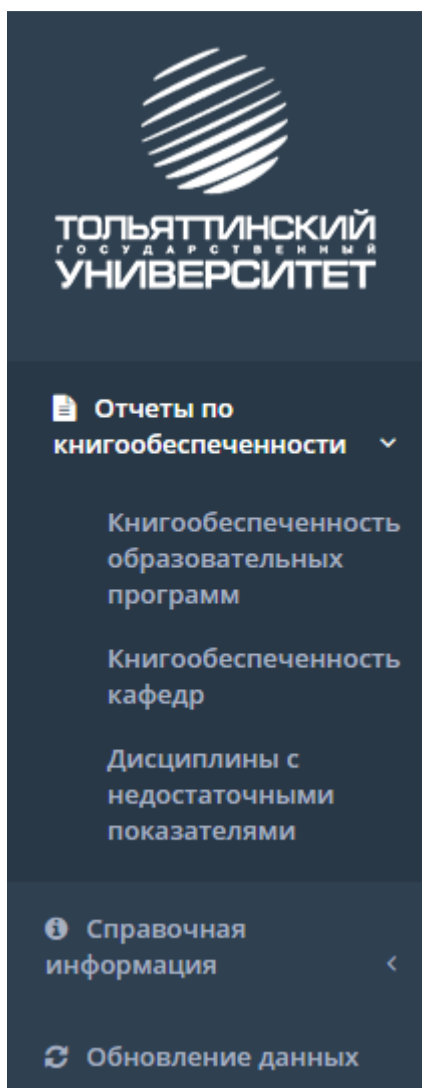 ТОЛЬЯТТИНСКИЙ
ГОСУДАРСТВЕННЫЙ
УНИВЕРСИТЕТ
Отчеты по
книгообеспеченности
Книгообеспеченность
образовательных
программ
Книгообеспеченность
кафедр
Дисциплины с
недостаточными
показателями
Справочная
информация
Обновление данных